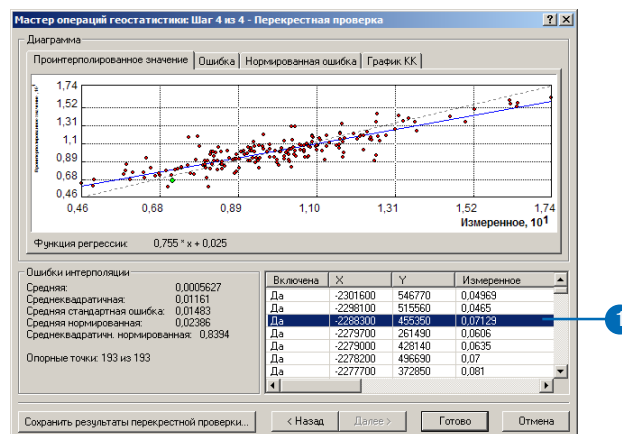 Мастер операций геостатистики: Шаг 4 из 4 - Перекрестная проверка
Диаграмма
Проинтерполированное значение Ошибка Нормированная ошибка График КК
1,74
1,52
1,31
1,1
0,89
0,68
0,46
0,46 0,68 0,89 1,10 1,31 1,52 1,74
Измеренное, 10¹
Функция регрессии: 0,755 * x + 0,025
Ошибки интерполяции
Средняя: 0,0005627
Среднеквадратичная: 0,01161
Средняя стандартная ошибка: 0,01483
Средняя нормированная: 0,02386
Среднеквадратичн. нормированная: 0,8394
Опорные точки: 193 из 193
Включена X Y Измеренное
Да -2301600 546770 0,04969
Да -2298100 515560 0,0465
Да -2288300 455350 0,07129
Да -2279700 261490 0,0606
Да -2279000 428140 0,0635
Да -2278200 496690 0,07
Да -2277700 372850 0,081
1
Сохранить результаты перекрестной проверки... < Назад Далее > Готово Отмена